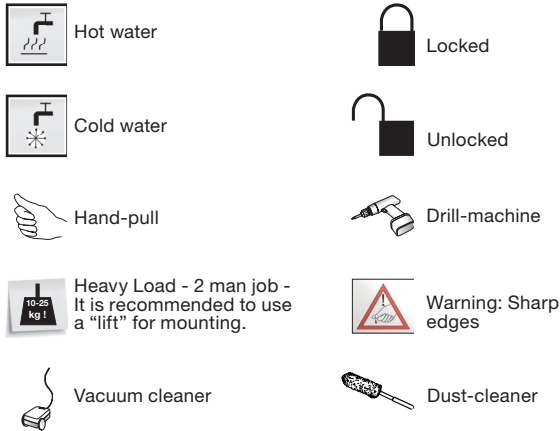 Hot water
Locked
Cold water
Unlocked
Hand-pull
Drill-machine
10-25
kg !
Heavy Load - 2 man job -
It is recommended to use
a “lift” for mounting.
Warning: Sharp
edges
Vacuum cleaner
Dust-cleaner